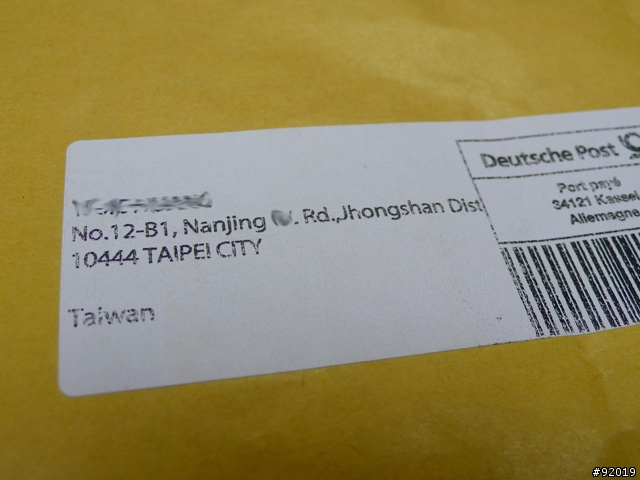 No.12-B1, Nanjing . Rd.,Jhongshan Dist
10444 TAIPEI CITY
Taiwan
Deutsche Post
Port payé
34121 Kassel
Allemagne
#92019